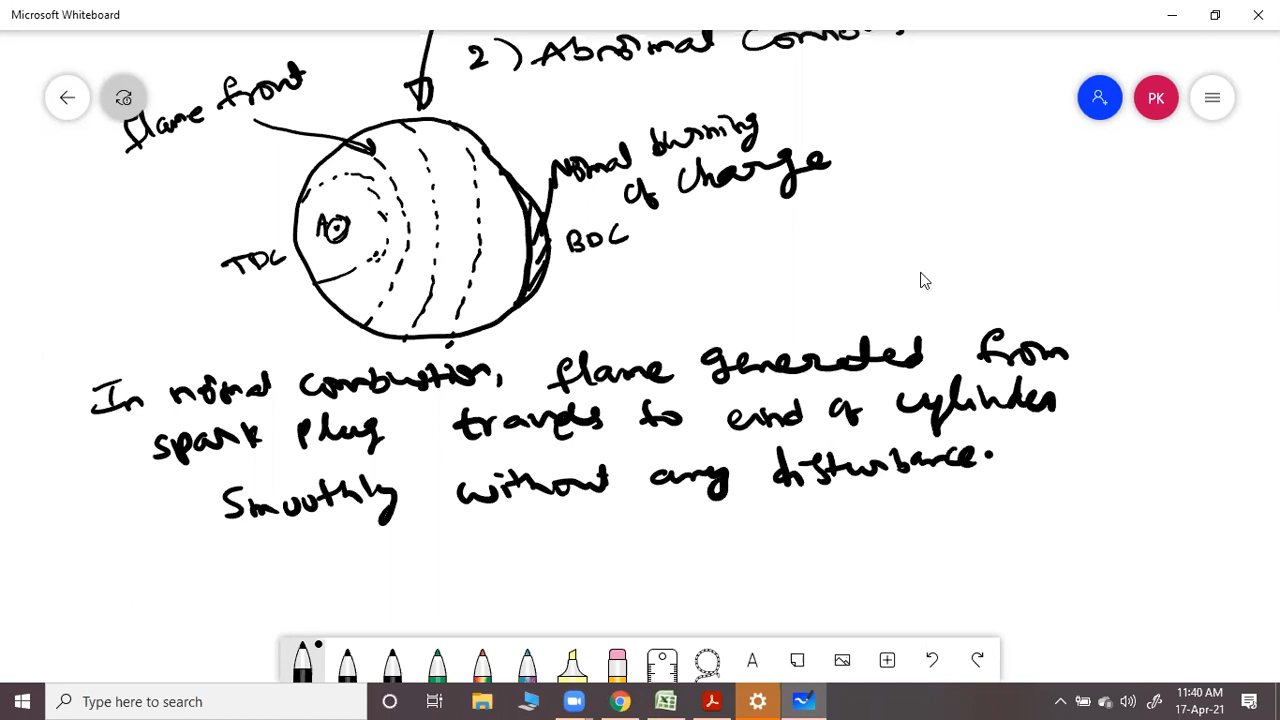 Microsoft Whiteboard
2) Abnormal
flame front
PK
Normal burning
of charge
A
TDC
BDC
In normal combustion, flame generated from
spark plug travels to end of cylinder
Smoothly without any disturbance.
A
Type here to search
11:40 AM
17-Apr-21